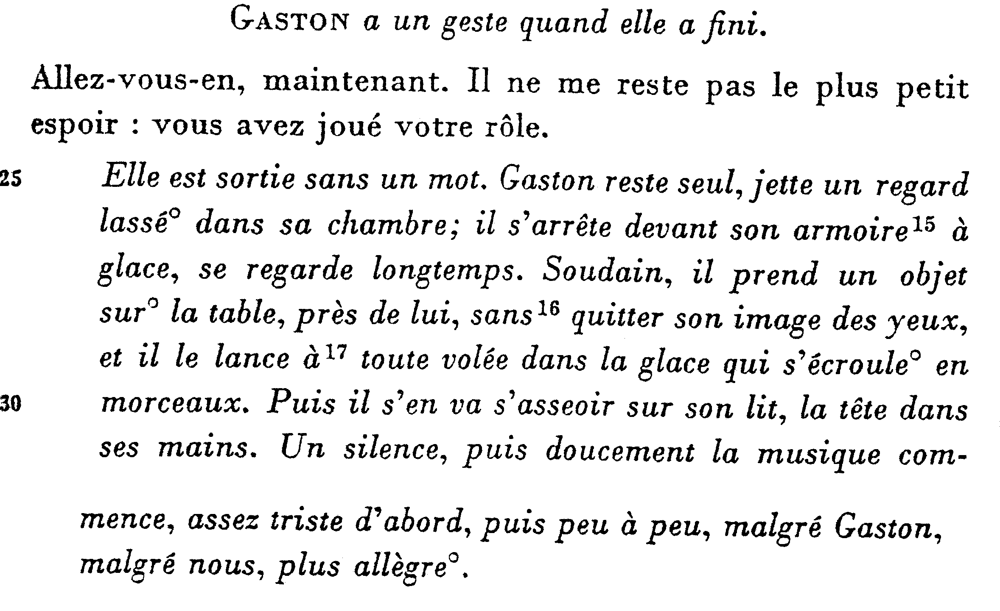 GASTON a un geste quand elle a fini.
Allez-vous-en, maintenant. Il ne me reste pas le plus petit
espoir : vous avez joué votre rôle.
25 Elle est sortie sans un mot. Gaston reste seul, jette un regard
lassé° dans sa chambre; il s'arrête devant son armoire¹⁵ à
glace, se regarde longtemps. Soudain, il prend un objet
sur° la table, près de lui, sans¹⁶ quitter son image des yeux,
et il le lance à¹⁷ toute volée dans la glace qui s'écroule° en
30 morceaux. Puis il s'en va s'asseoir sur son lit, la tête dans
ses mains. Un silence, puis doucement la musique com-
mence, assez triste d'abord, puis peu à peu, malgré Gaston,
malgré nous, plus allègre°.